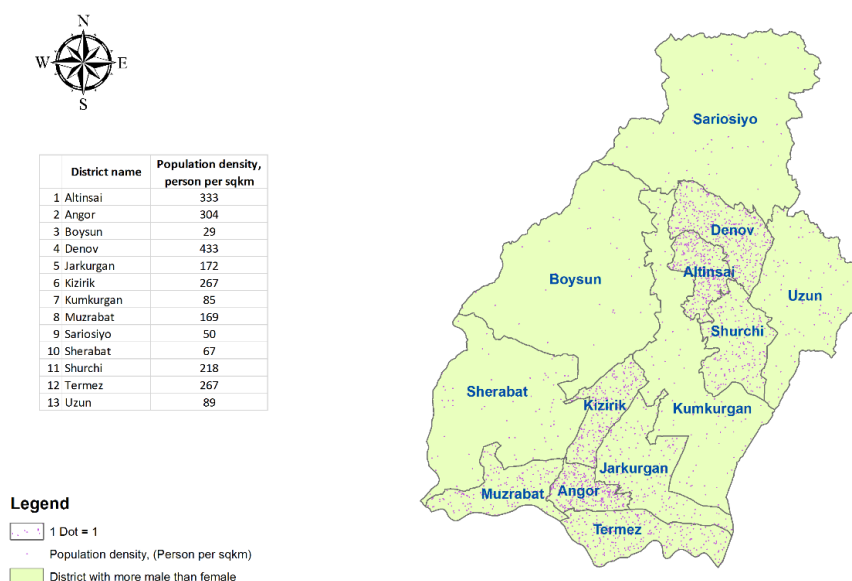 N
W E
S
District name Population density, person per sqkm
1 Altinsai 333
2 Angor 304
3 Boysun 29
4 Denov 433
5 Jarkurgan 172
6 Kizirik 267
7 Kumkurgan 85
8 Muzrabat 169
9 Sariosiyo 50
10 Sherabat 67
11 Shurchi 218
12 Termez 267
13 Uzun 89
Sariosiyo
Denov
Altinsai
Boysun
Uzun
Shurchi
Sherabat
Kizirik
Kumkurgan
Jarkurgan
Muzrabat
Angor
Termez
Legend
1 Dot = 1
Population density, (Person per sqkm)
District with more male than female